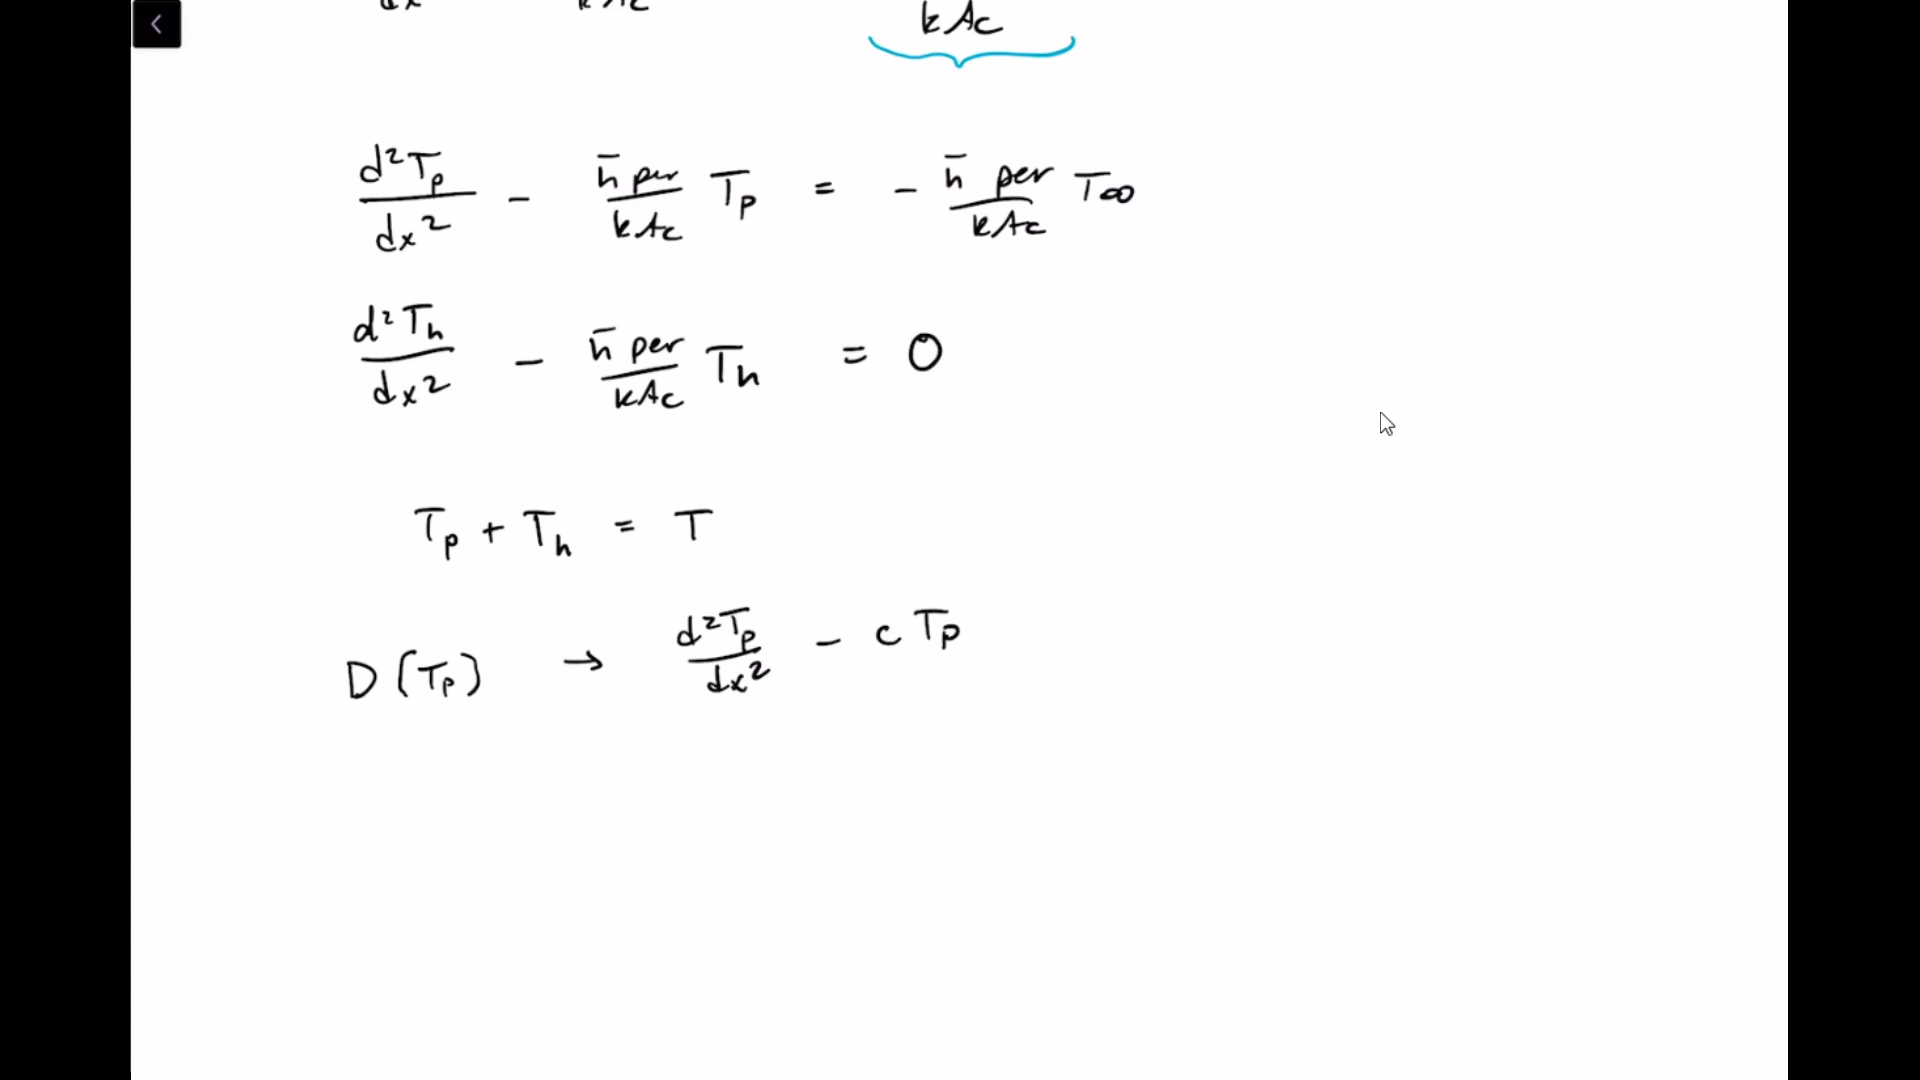 kAc
d²Tp/dx² - h̄ per/kAc Tp = - h̄ per/kAc T∞
d²Th/dx² - h̄ per/kAc Th = 0
Tp + Th = T
D(Tp) → d²Tp/dx² - c Tp